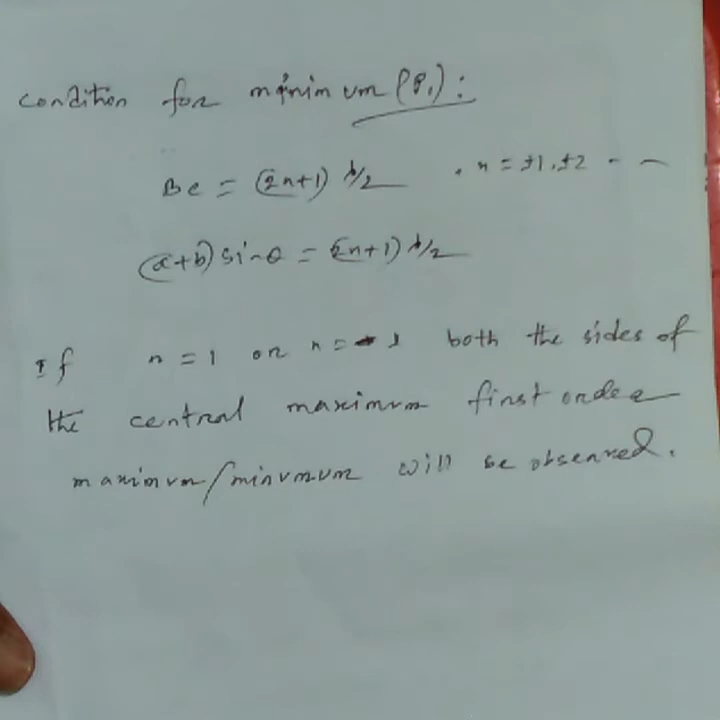 condition for minimum (P₁) :
Be = (2n+1) λ/2 , n = ±1, ±2 - -
(a+b) sinθ = (2n+1) λ/2
If n = 1 or n = -1 both the sides of
the central maximum first order
maximum/minumum will be observed.